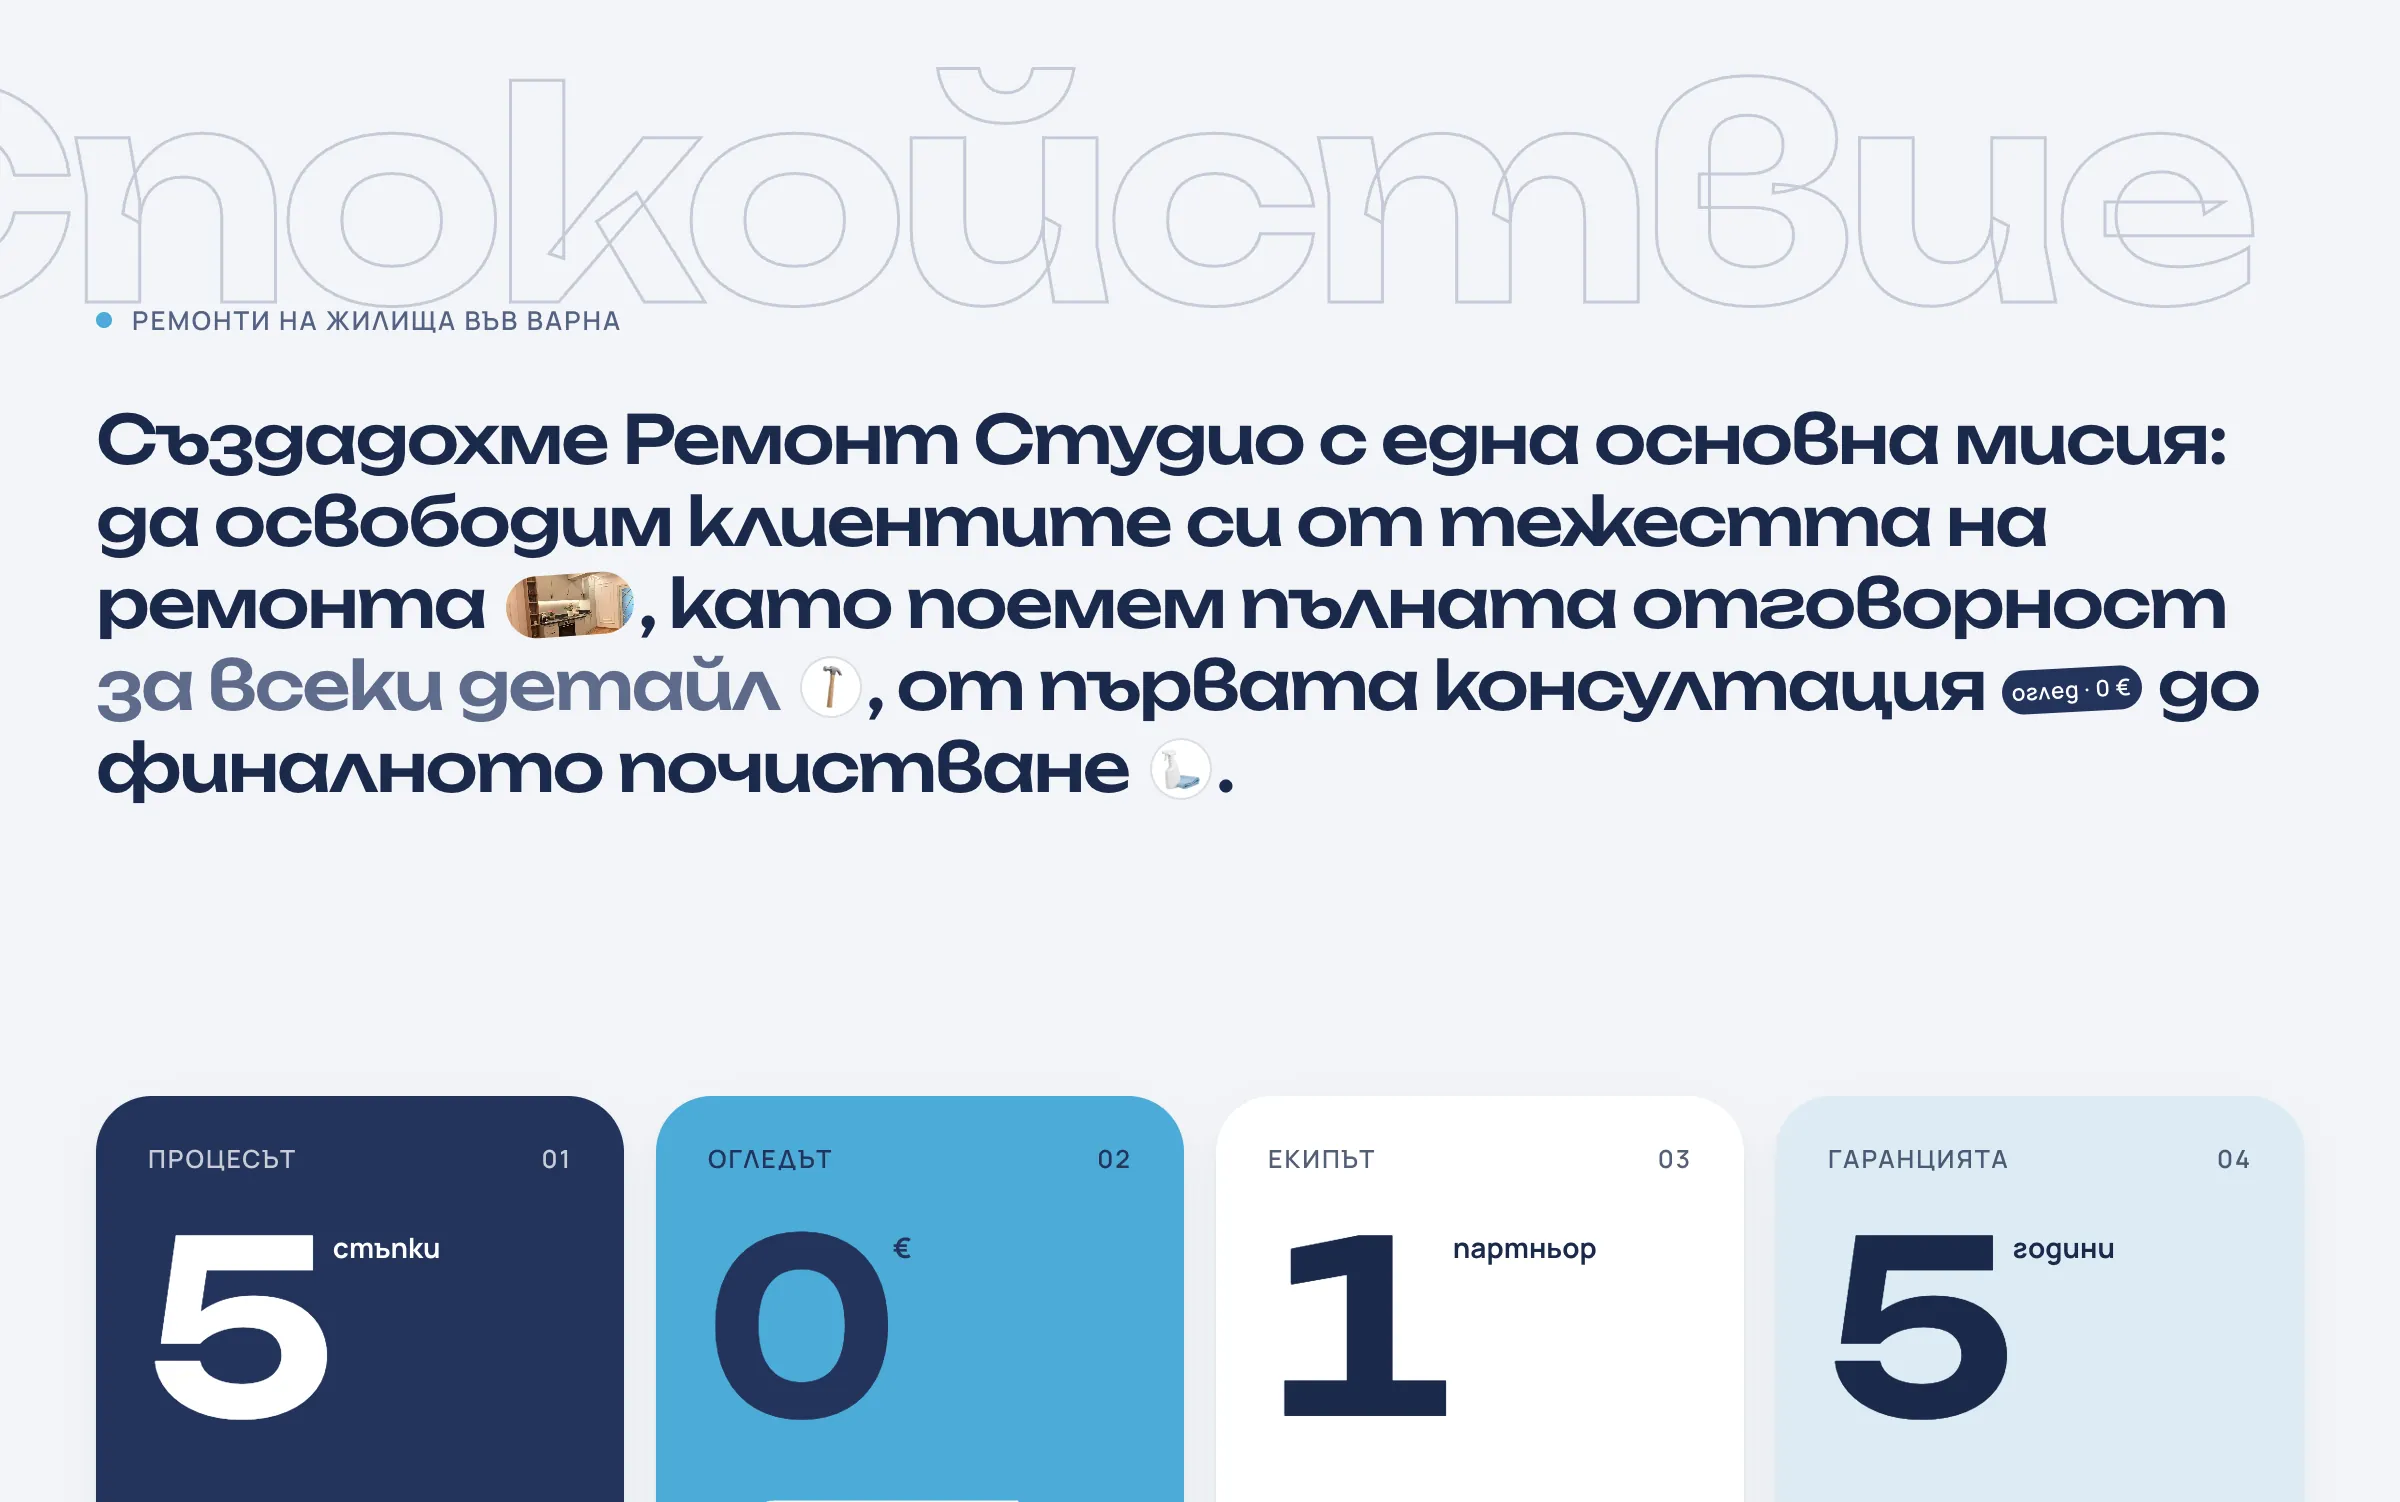 Спокойствие
РЕМОНТИ НА ЖИЛИЩА ВЪВ ВАРНА
Създадохме Ремонт Студио с една основна мисия:
да освободим клиентите си от тежестта на
ремонта , като поемем пълната отговорност
за всеки детайл , от първата консултация оглед · 0 € до
финалното почистване .
ПРОЦЕСЪТ 01
5 стъпки
ОГЛЕДЪТ 02
0 €
ЕКИПЪТ 03
1 партньор
ГАРАНЦИЯТА 04
5 години